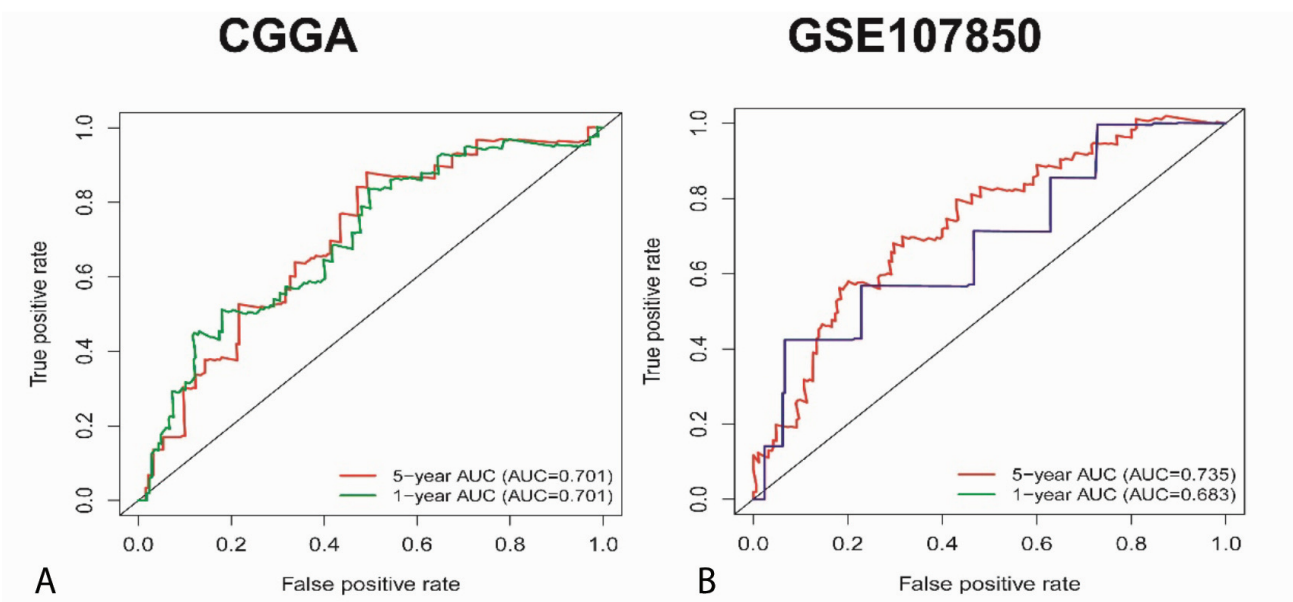 CGGA
1.0
0.8
0.6
0.4
0.2
0.0
True positive rate
5-year AUC (AUC=0.701)
1-year AUC (AUC=0.701)
0.0 0.2 0.4 0.6 0.8 1.0
False positive rate
A
GSE107850
1.0
0.8
0.6
0.4
0.2
0.0
True positive rate
5-year AUC (AUC=0.735)
1-year AUC (AUC=0.683)
0.0 0.2 0.4 0.6 0.8 1.0
False positive rate
B